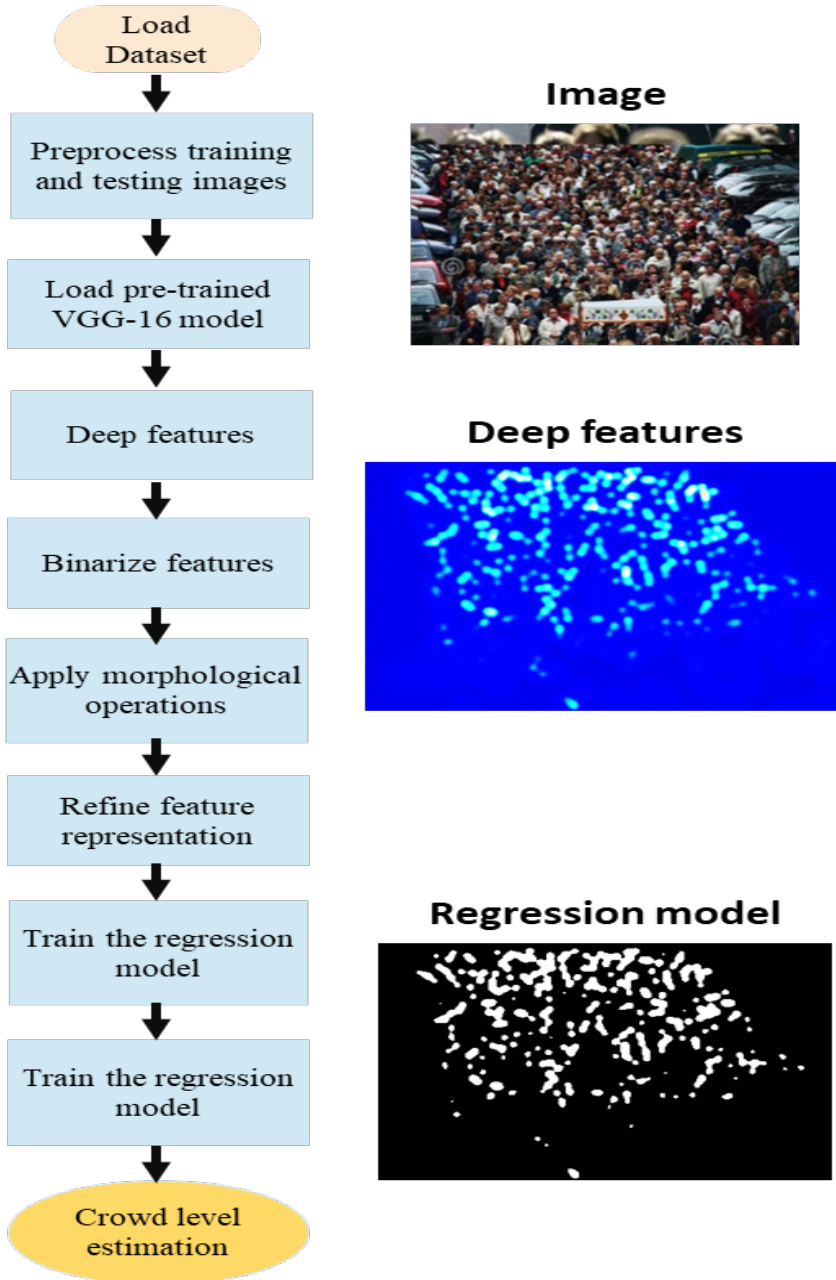 Load
Dataset
Preprocess training
and testing images
Load pre-trained
VGG-16 model
Deep features
Binarize features
Apply morphological
operations
Refine feature
representation
Train the regression
model
Train the regression
model
Crowd level
estimation
Image
Deep features
Regression model